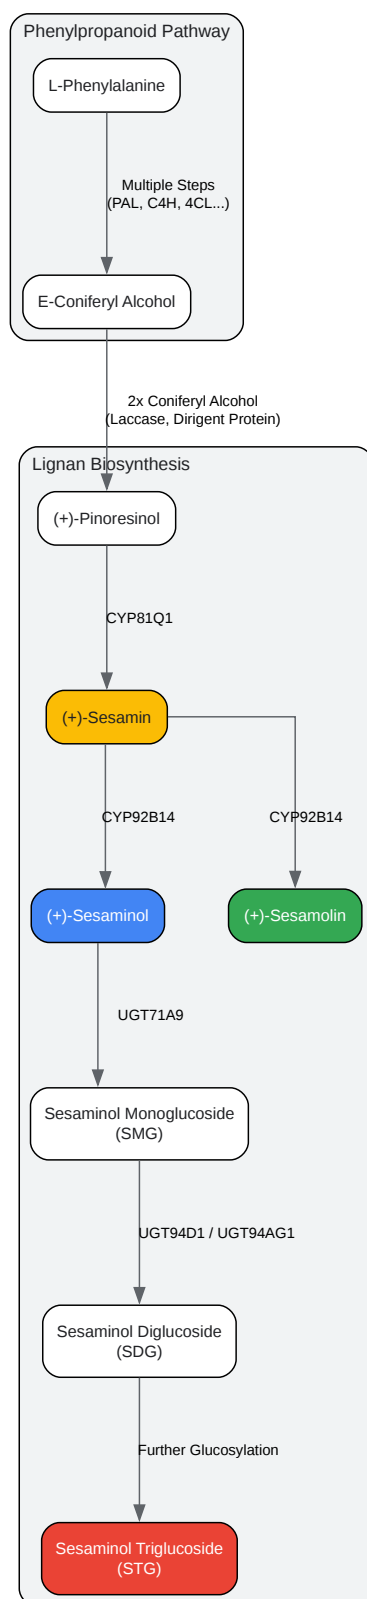 Phenylpropanoid Pathway
L-Phenylalanine
Multiple Steps
(PAL, C4H, 4CL...)
E-Coniferyl Alcohol
2x Coniferyl Alcohol
(Laccase, Dirigent Protein)
Lignan Biosynthesis
(+)-Pinoresinol
CYP81Q1
(+)-Sesamin
CYP92B14
CYP92B14
(+)-Sesaminol
(+)-Sesamolin
UGT71A9
Sesaminol Monoglucoside
(SMG)
UGT94D1 / UGT94AG1
Sesaminol Diglucoside
(SDG)
Further Glucosylation
Sesaminol Triglucoside
(STG)